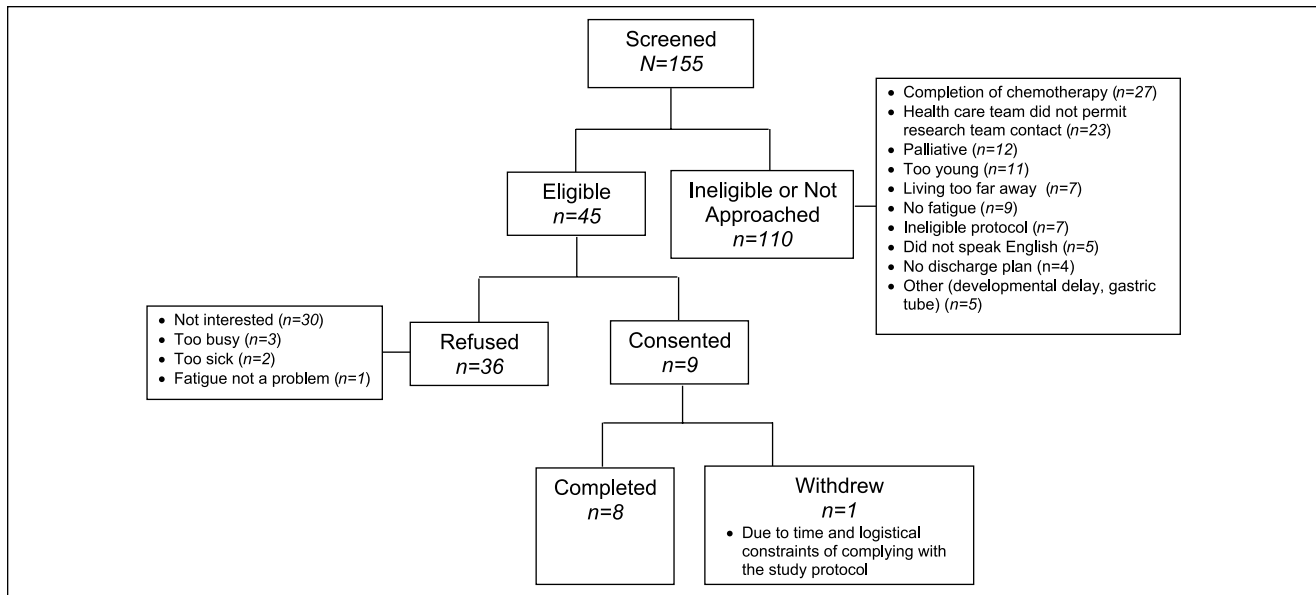 Screened
N=155
• Completion of chemotherapy (n=27)
• Health care team did not permit
research team contact (n=23)
• Palliative (n=12)
• Too young (n=11)
• Living too far away (n=7)
• No fatigue (n=9)
• Ineligible protocol (n=7)
• Did not speak English (n=5)
• No discharge plan (n=4)
• Other (developmental delay, gastric
tube) (n=5)
Eligible
n=45
Ineligible or Not
Approached
n=110
• Not interested (n=30)
• Too busy (n=3)
• Too sick (n=2)
• Fatigue not a problem (n=1)
Refused
n=36
Consented
n=9
Completed
n=8
Withdrew
n=1
• Due to time and logistical
constraints of complying with
the study protocol